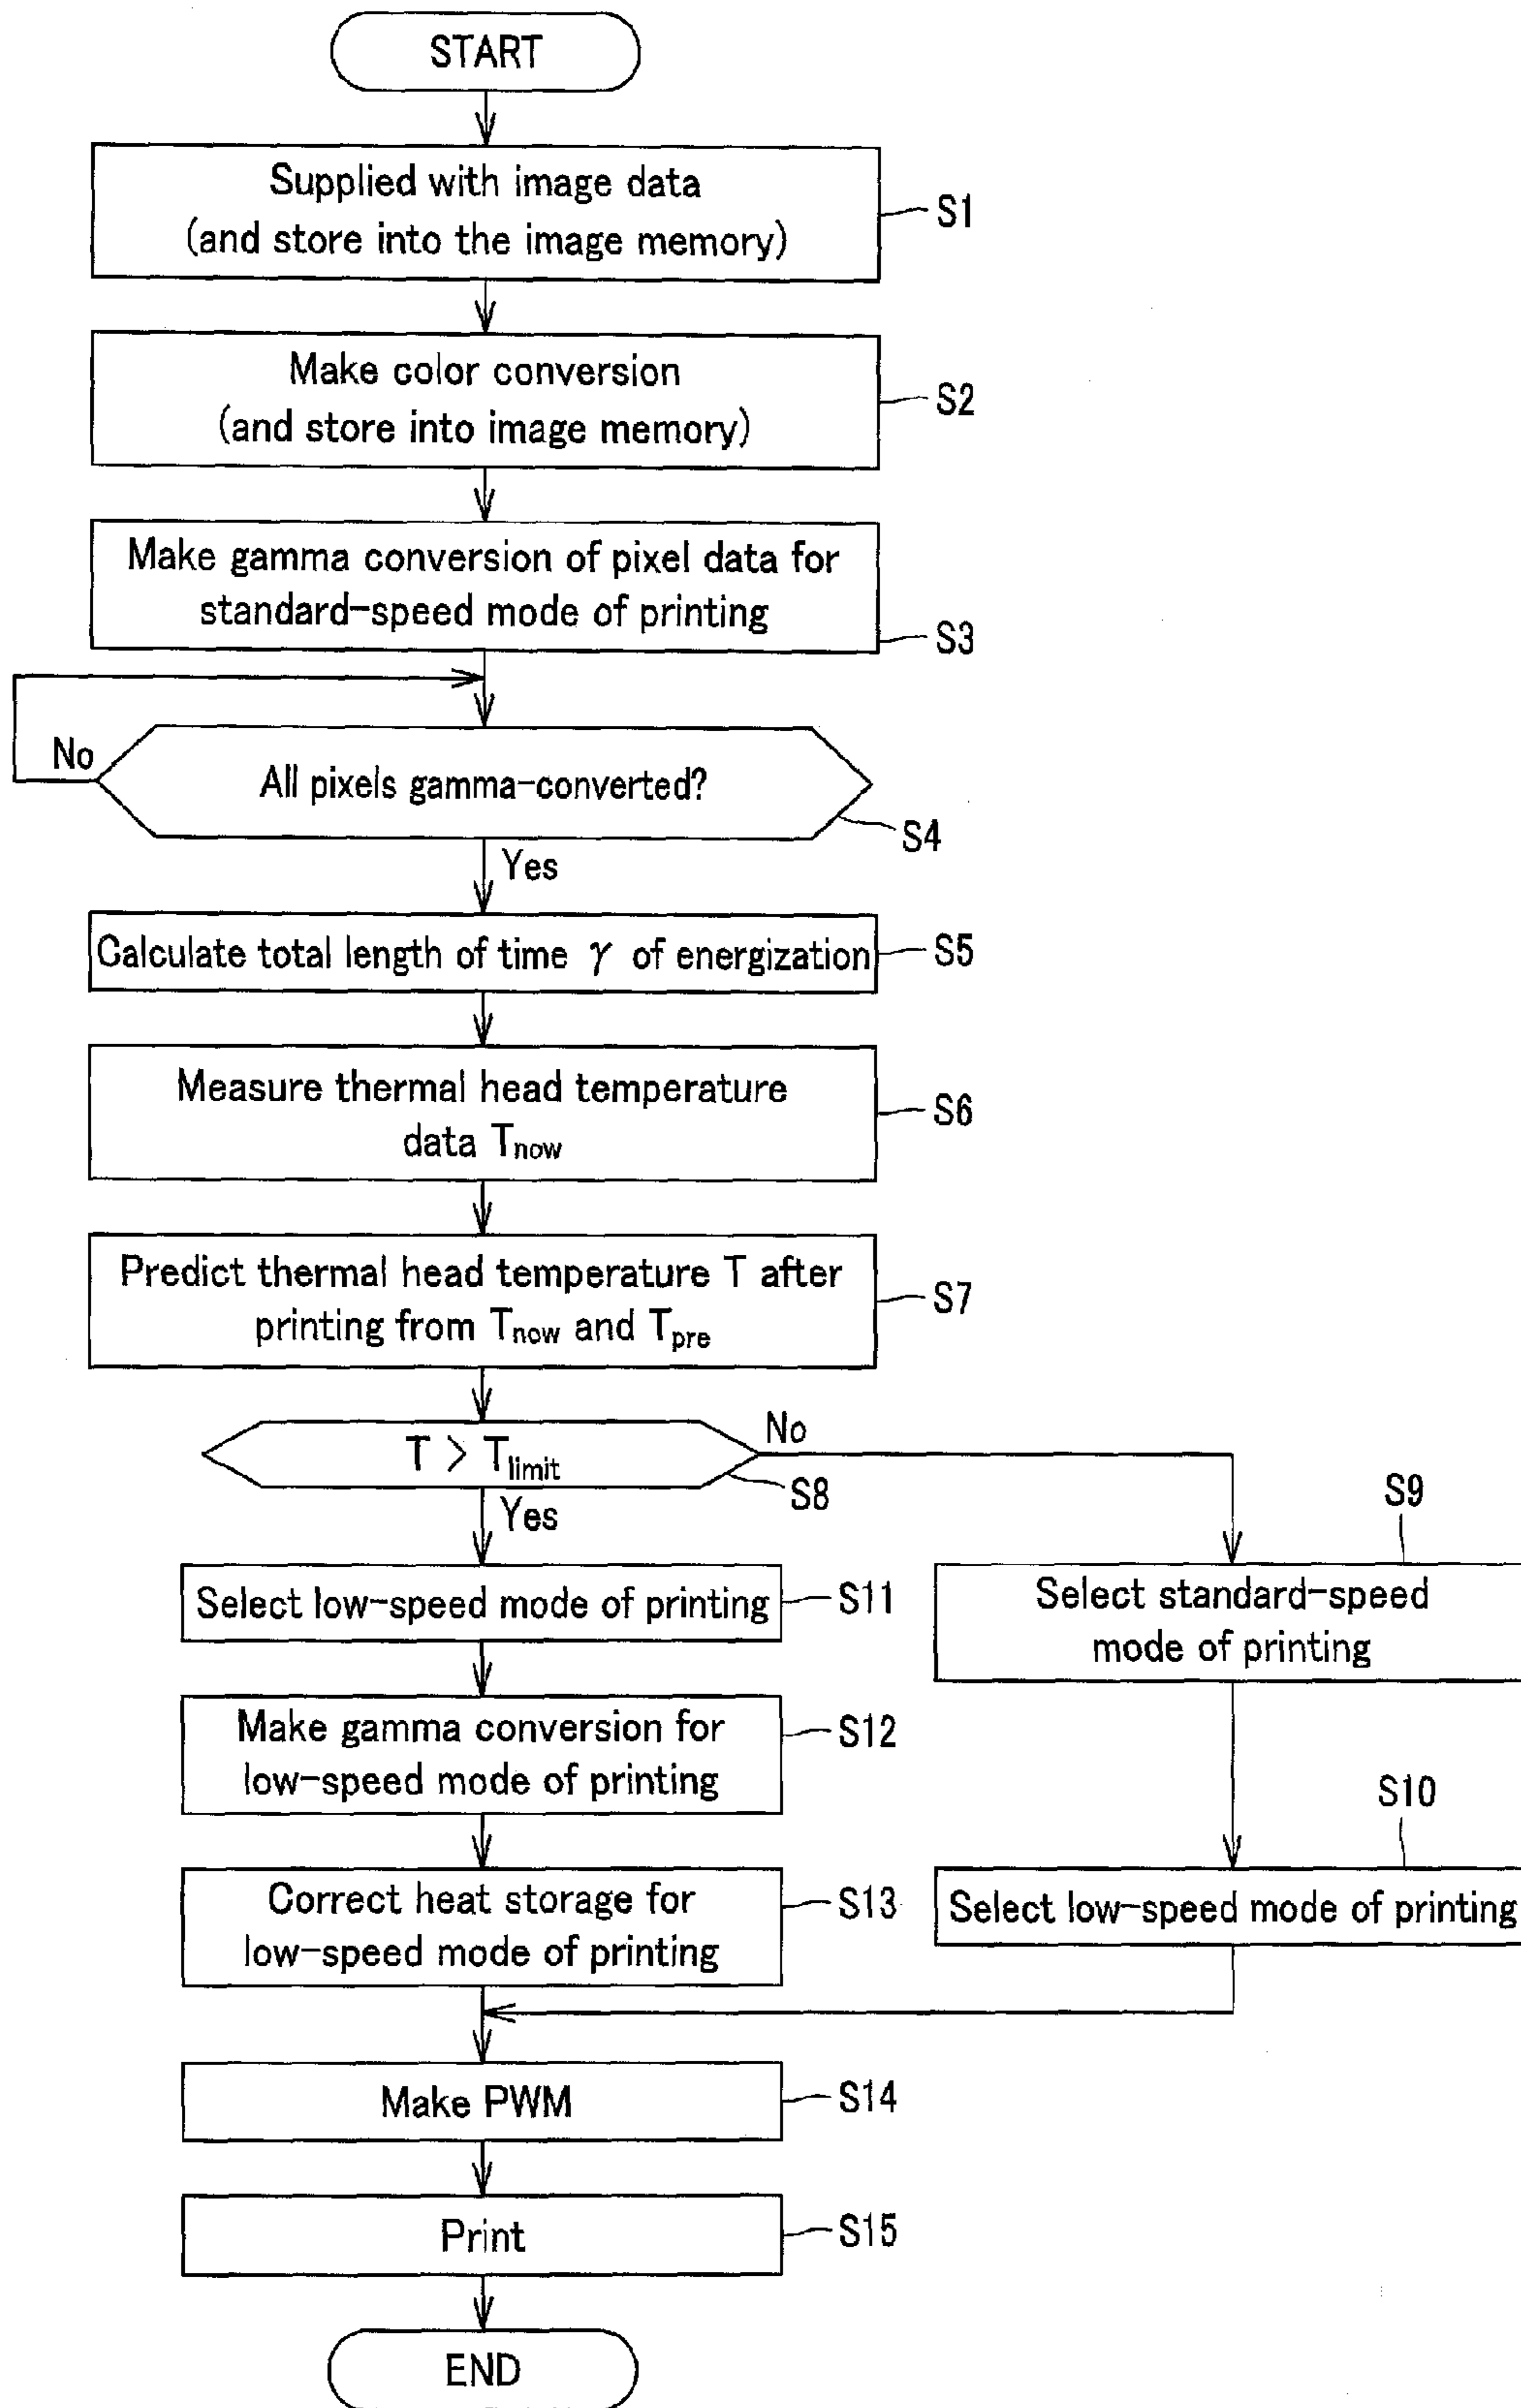 START
Supplied with image data
(and store into the image memory)
S1
Make color conversion
(and store into image memory)
S2
Make gamma conversion of pixel data for
standard-speed mode of printing
S3
No
All pixels gamma-converted?
S4
Yes
Calculate total length of time γ of energization
S5
Measure thermal head temperature
data Tnow
S6
Predict thermal head temperature T after
printing from Tnow and Tpre
S7
T > Tlimit
No
S8
Yes
S9
Select standard-speed
mode of printing
Select low-speed mode of printing
S11
Make gamma conversion for
low-speed mode of printing
S12
S10
Select low-speed mode of printing
Correct heat storage for
low-speed mode of printing
S13
Make PWM
S14
Print
S15
END